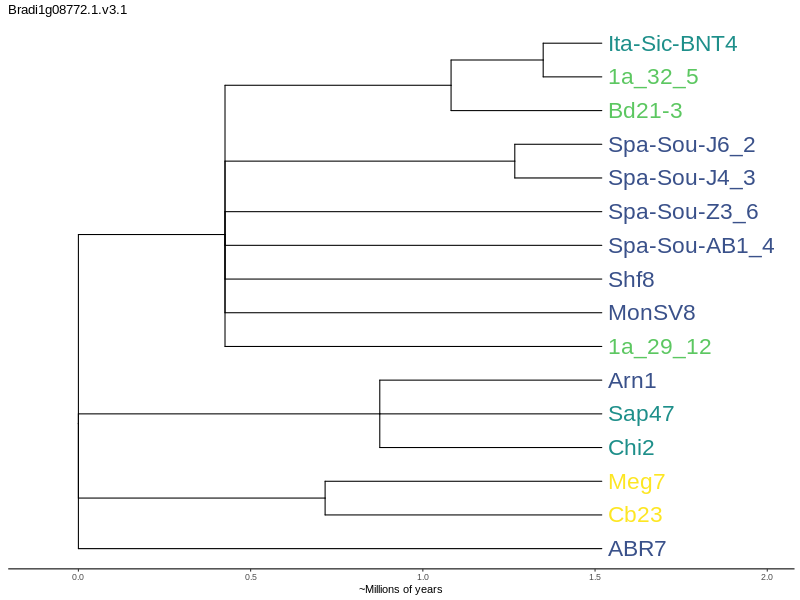 Bradi1g08772.1.v3.1
Ita-Sic-BNT4
1a_32_5
Bd21-3
Spa-Sou-J6_2
Spa-Sou-J4_3
Spa-Sou-Z3_6
Spa-Sou-AB1_4
Shf8
MonSV8
1a_29_12
Arn1
Sap47
Chi2
Meg7
Cb23
ABR7
0.0 0.5 1.0 1.5 2.0
~Millions of years